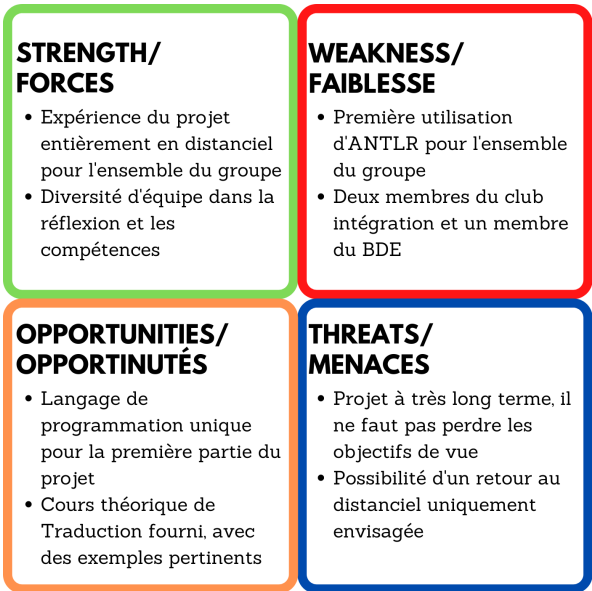 STRENGTH/
FORCES
• Expérience du projet
entièrement en distanciel
pour l'ensemble du groupe
• Diversité d'équipe dans la
réflexion et les
compétences
WEAKNESS/
FAIBLESSE
• Première utilisation
d'ANTLR pour l'ensemble
du groupe
• Deux membres du club
intégration et un membre
du BDE
OPPORTUNITIES/
OPPORTINUTÉS
• Langage de
programmation unique
pour la première partie du
projet
• Cours théorique de
Traduction fourni, avec
des exemples pertinents
THREATS/
MENACES
• Projet à très long terme, il
ne faut pas perdre les
objectifs de vue
• Possibilité d'un retour au
distanciel uniquement
envisagée